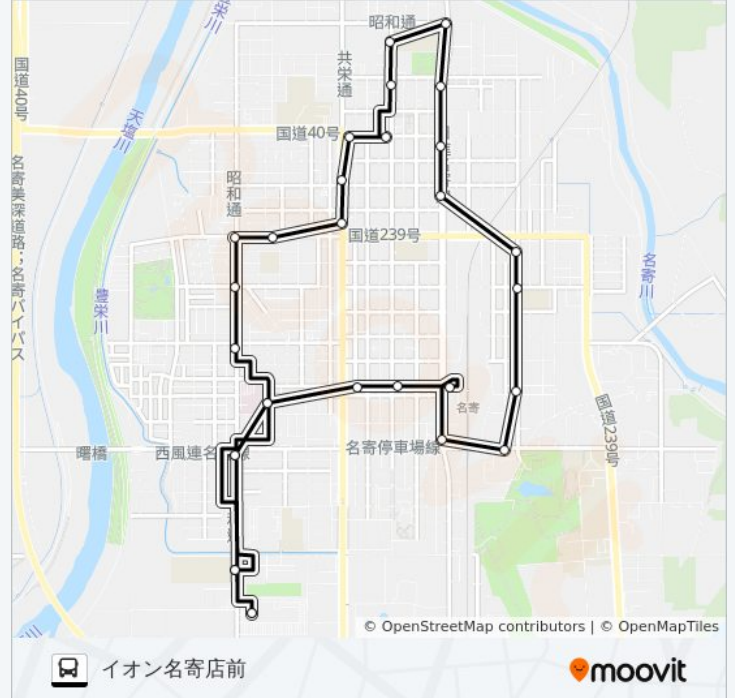 栄川
昭和通
共栄通
国道40号
天塩川
国道40号
昭和通
名寄美深道路；名寄バイパス
国道239号
名寄川
豊栄川
名寄
国道239号
曙橋
西風連名
線
名寄停車場線
川
© OpenStreetMap contributors | © OpenMapTiles
イオン名寄店前
moovit